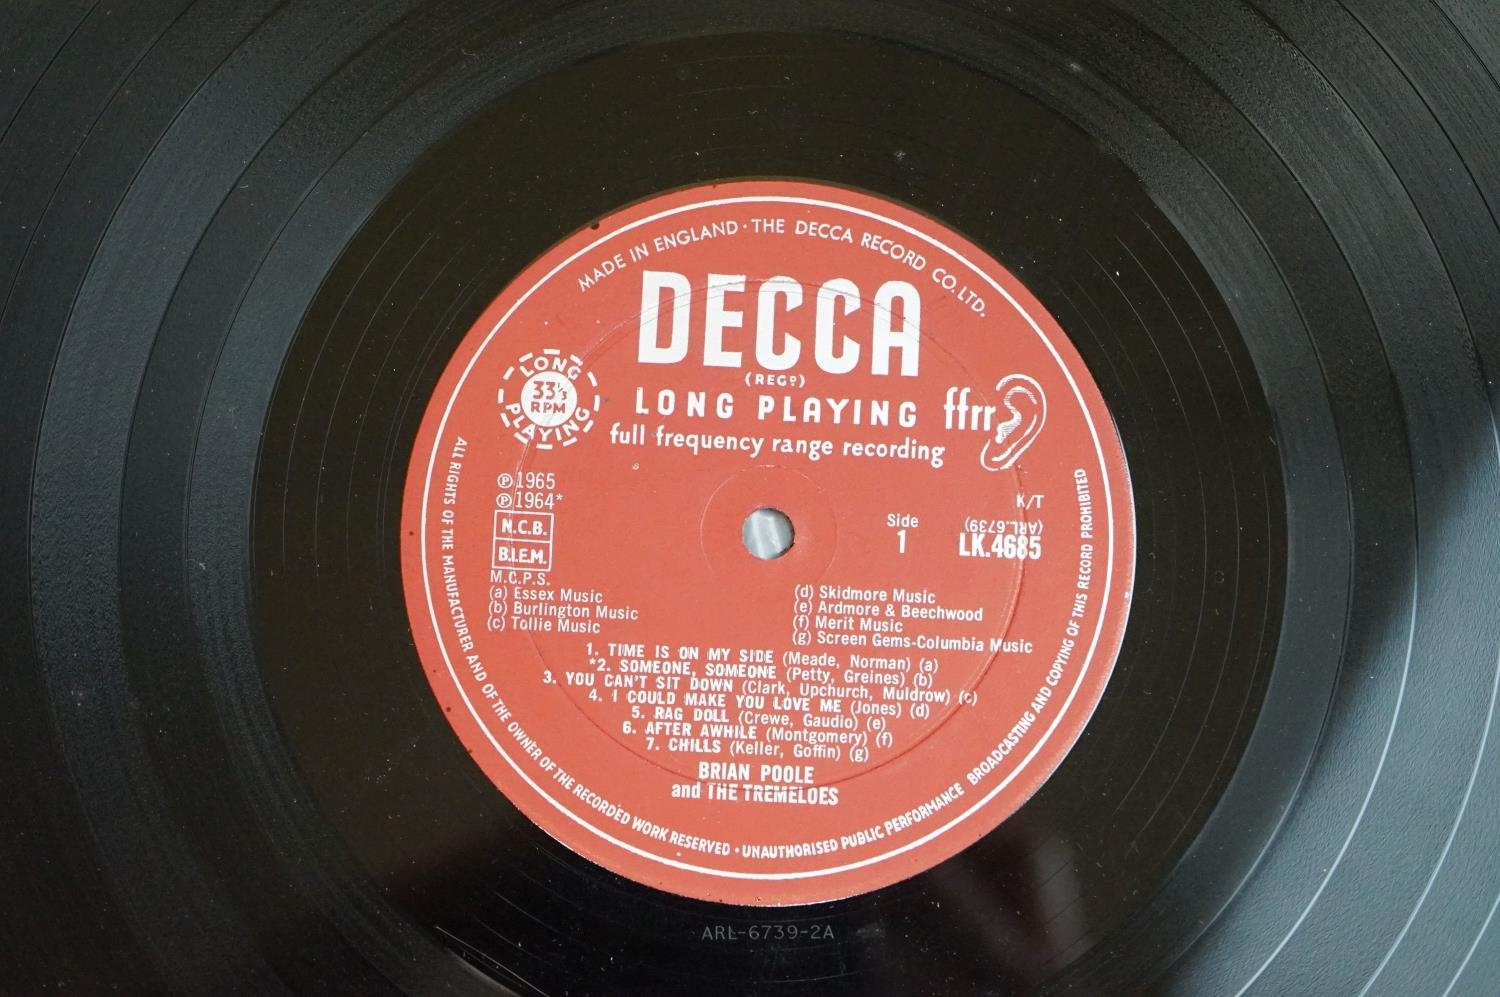 MADE IN ENGLAND · THE DECCA RECORD CO. LTD.
DECCA
(REGD)
LONG PLAYING ffrr
full frequency range recording
LONG
33⅓
RPM
PLAYING
℗1965
℗1964*
N.C.B.
B.I.E.M.
M.C.P.S.
(a) Essex Music
(b) Burlington Music
(c) Tollie Music
Side
1
K/T
(ARL.6739)
LK.4685
(d) Skidmore Music
(e) Ardmore & Beechwood
(f) Merit Music
(g) Screen Gems-Columbia Music
1. TIME IS ON MY SIDE (Meade, Norman) (a)
*2. SOMEONE, SOMEONE (Petty, Greines) (b)
3. YOU CAN'T SIT DOWN (Clark, Upchurch, Muldrow) (c)
4. I COULD MAKE YOU LOVE ME (Jones) (d)
5. RAG DOLL (Crewe, Gaudio) (e)
6. AFTER AWHILE (Montgomery) (f)
7. CHILLS (Keller, Goffin) (g)
BRIAN POOLE
and THE TREMELOES
ALL RIGHTS OF THE MANUFACTURER AND OF THE OWNER OF THE RECORDED WORK RESERVED · UNAUTHORISED PUBLIC PERFORMANCE BROADCASTING AND COPYING OF THIS RECORD PROHIBITED
ARL-6739-2A